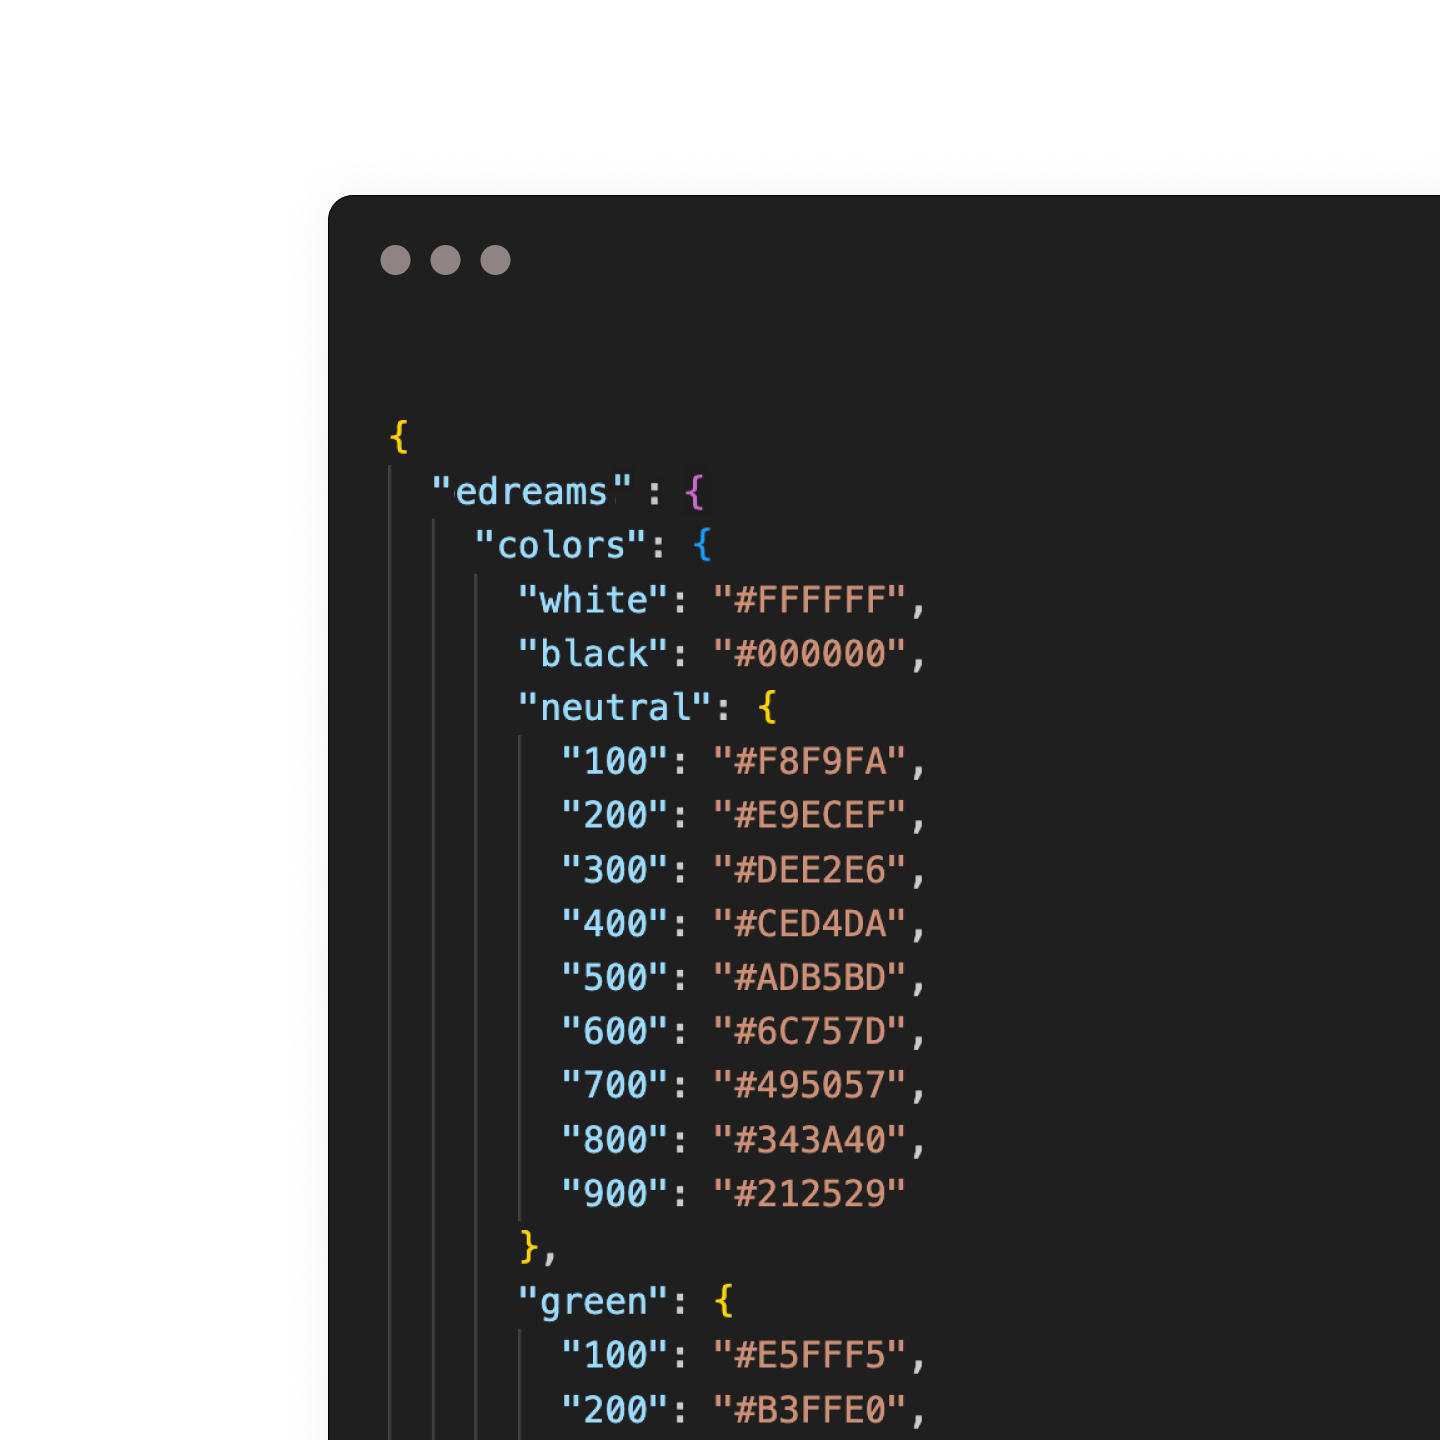 {
"edreams" : {
"colors": {
"white": "#FFFFFF",
"black": "#000000",
"neutral": {
"100": "#F8F9FA",
"200": "#E9ECEF",
"300": "#DEE2E6",
"400": "#CED4DA",
"500": "#ADB5BD",
"600": "#6C757D",
"700": "#495057",
"800": "#343A40",
"900": "#212529"
},
"green": {
"100": "#E5FFF5",
"200": "#B3FFE0",